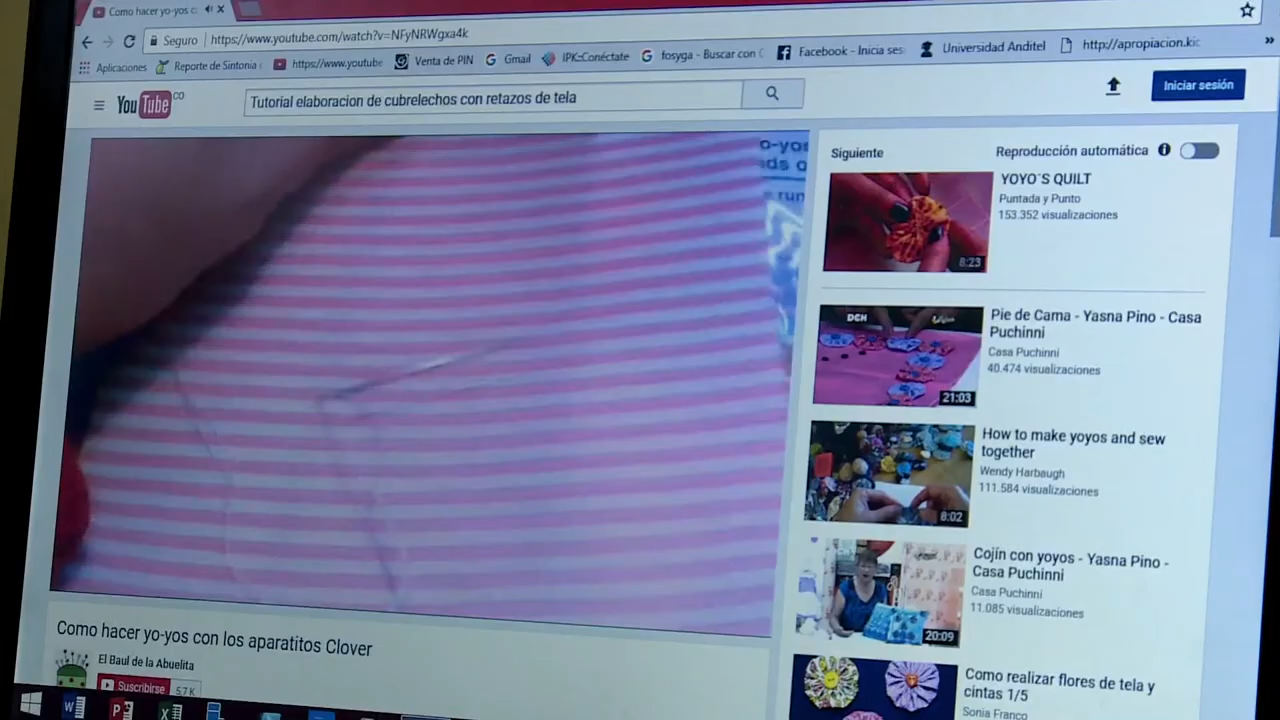 Como hacer yo-yos c
Seguro https://www.youtube.com/watch?v=NFyNRWgxa4k
Aplicaciones Reporte de Sintonia https://www.youtube Venta de PIN Gmail IPK-Conéctate fosyga - Buscar con Facebook - Inicia ses Universidad Anditel http://apropiacion.kic
YouTube CO
Tutorial elaboracion de cubrelechos con retazos de tela
Iniciar sesión
Siguiente
Reproducción automática
YOYO´S QUILT
Puntada y Punto
153.352 visualizaciones
8:23
Pie de Cama - Yasna Pino - Casa
Puchinni
Casa Puchinni
40.474 visualizaciones
DCH
21:03
How to make yoyos and sew
together
Wendy Harbaugh
111.584 visualizaciones
8:02
Cojín con yoyos - Yasna Pino -
Casa Puchinni
Casa Puchinni
11.085 visualizaciones
20:09
Como realizar flores de tela y
cintas 1/5
Sonia Franco
o-yos
ads o
run
Como hacer yo-yos con los aparatitos Clover
El Baul de la Abuelita
Suscribirse 57 K